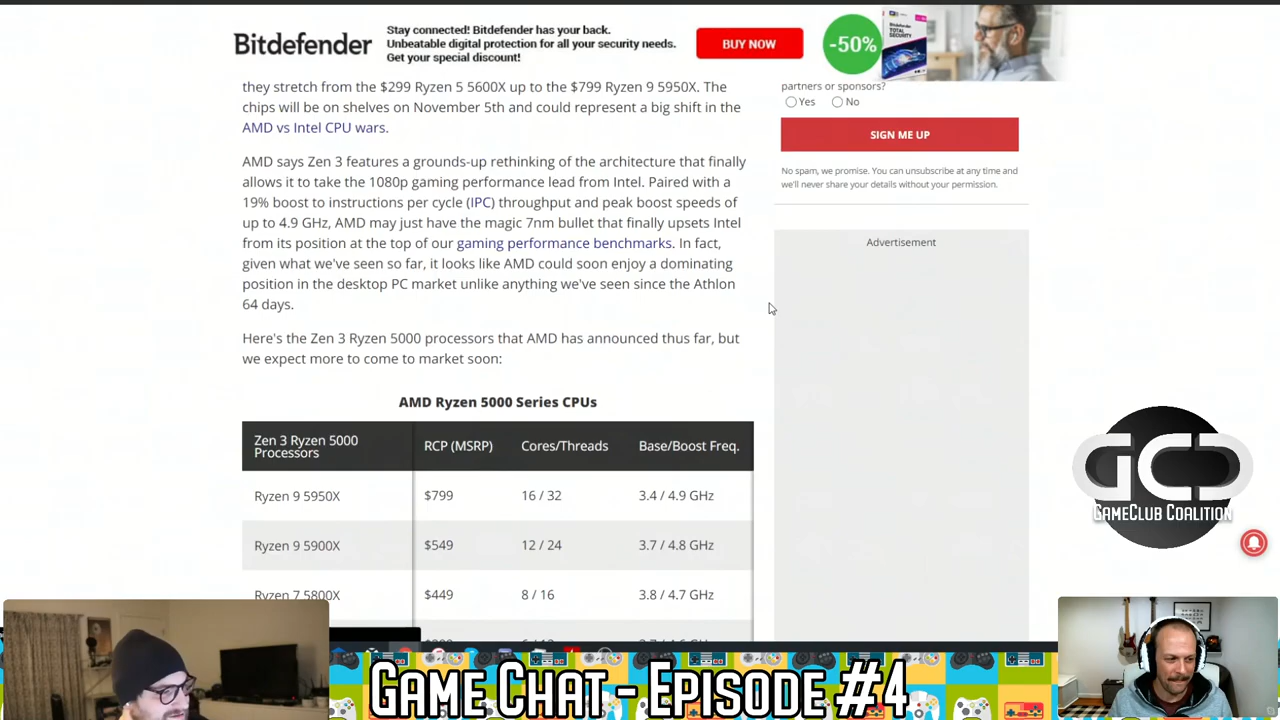 Bitdefender
Stay connected! Bitdefender has your back.
Unbeatable digital protection for all your security needs.
Get your special discount!
BUY NOW
-50%
they stretch from the $299 Ryzen 5 5600X up to the $799 Ryzen 9 5950X. The
chips will be on shelves on November 5th and could represent a big shift in the
AMD vs Intel CPU wars.
AMD says Zen 3 features a grounds-up rethinking of the architecture that finally
allows it to take the 1080p gaming performance lead from Intel. Paired with a
19% boost to instructions per cycle (IPC) throughput and peak boost speeds of
up to 4.9 GHz, AMD may just have the magic 7nm bullet that finally upsets Intel
from its position at the top of our gaming performance benchmarks. In fact,
given what we've seen so far, it looks like AMD could soon enjoy a dominating
position in the desktop PC market unlike anything we've seen since the Athlon
64 days.
Here's the Zen 3 Ryzen 5000 processors that AMD has announced thus far, but
we expect more to come to market soon:
AMD Ryzen 5000 Series CPUs
Zen 3 Ryzen 5000
Processors
RCP (MSRP)
Cores/Threads
Base/Boost Freq.
Ryzen 9 5950X
$799
16 / 32
3.4 / 4.9 GHz
Ryzen 9 5900X
$549
12 / 24
3.7 / 4.8 GHz
Ryzen 7 5800X
$449
8 / 16
3.8 / 4.7 GHz
partners or sponsors?
Yes
No
SIGN ME UP
No spam, we promise. You can unsubscribe at any time and
we'll never share your details without your permission.
Advertisement
GCC
GameClub Coalition
Game Chat - Episode #4